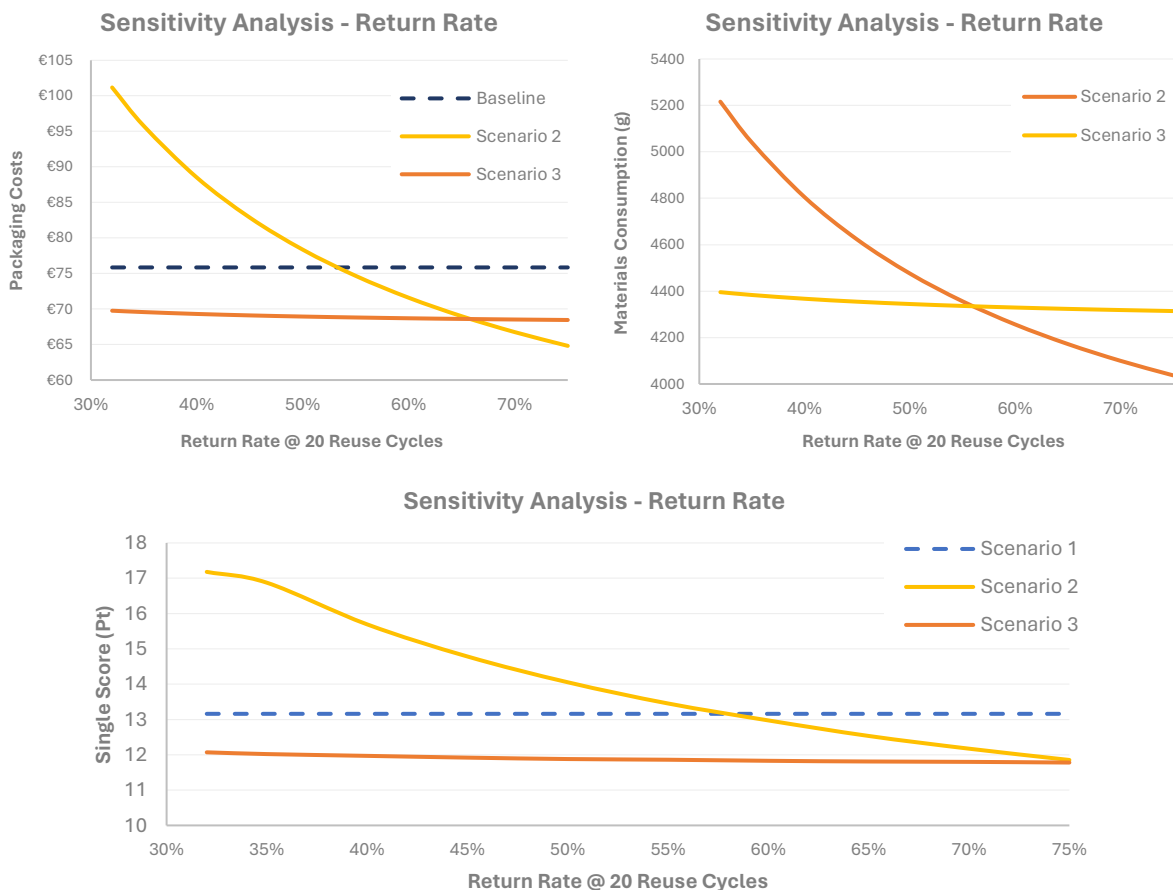 Sensitivity Analysis - Return Rate
Packaging Costs
€105
€100
€95
€90
€85
€80
€75
€70
€65
€60
30%
40%
50%
60%
70%
Return Rate @ 20 Reuse Cycles
Baseline
Scenario 2
Scenario 3
Sensitivity Analysis - Return Rate
Materials Consumption (g)
5400
5200
5000
4800
4600
4400
4200
4000
30%
40%
50%
60%
70%
Return Rate @ 20 Reuse Cycles
Scenario 2
Scenario 3
Sensitivity Analysis - Return Rate
Single Score (Pt)
18
17
16
15
14
13
12
11
10
30%
35%
40%
45%
50%
55%
60%
65%
70%
75%
Return Rate @ 20 Reuse Cycles
Scenario 1
Scenario 2
Scenario 3